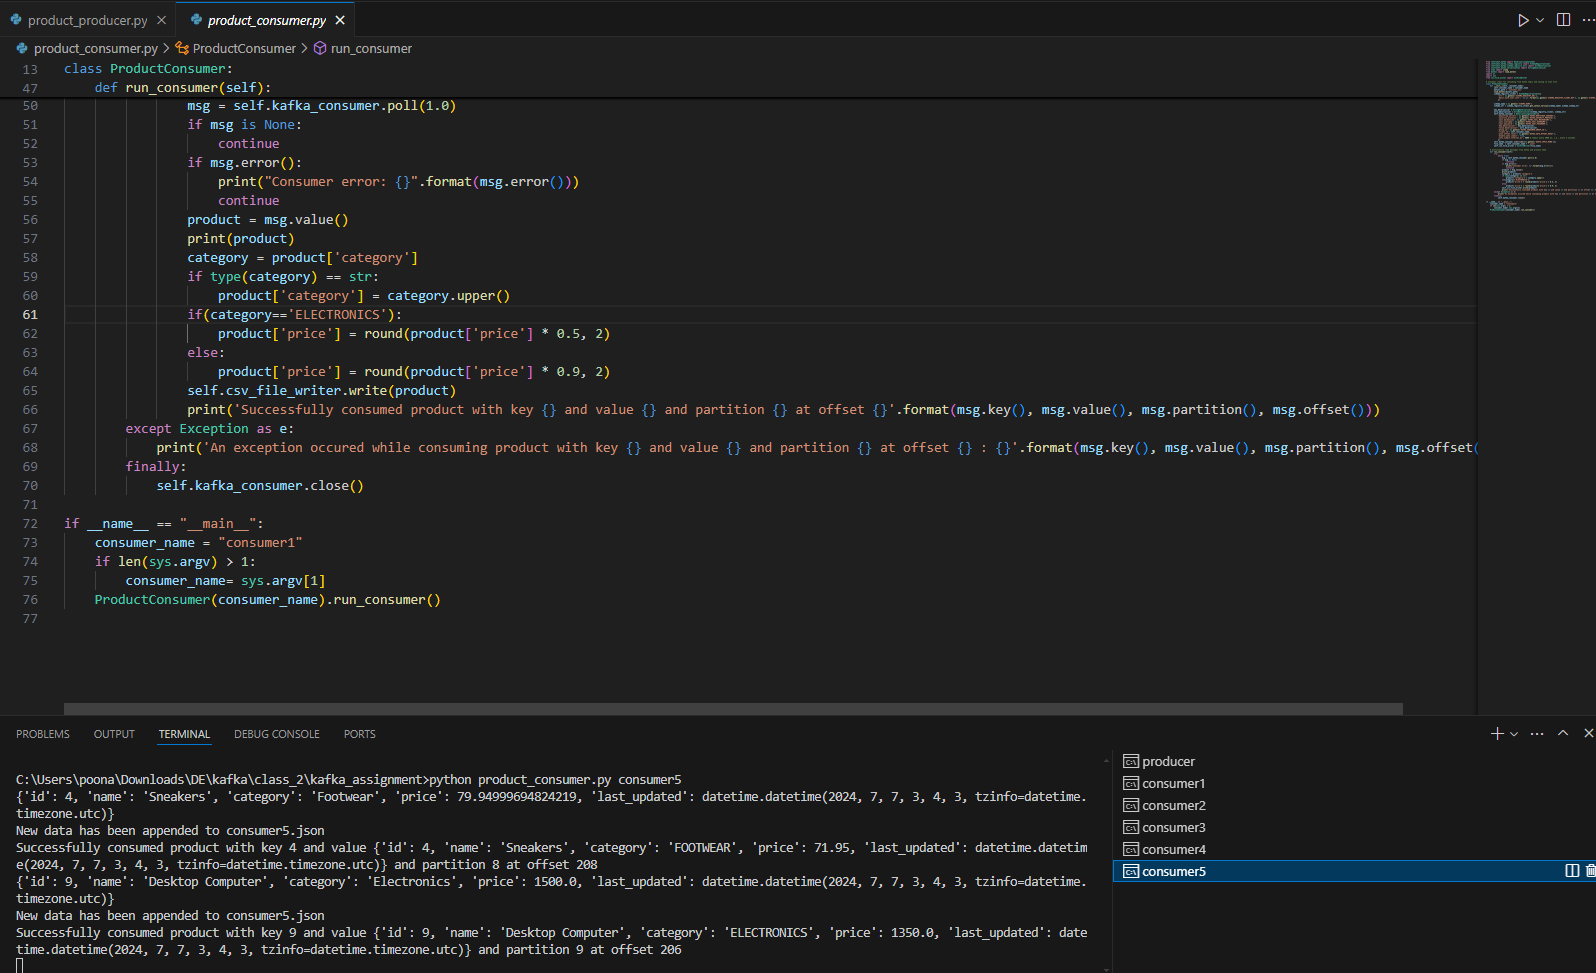 product_producer.py
product_consumer.py
product_consumer.py > ProductConsumer > run_consumer
13 class ProductConsumer:
47 def run_consumer(self):
50 msg = self.kafka_consumer.poll(1.0)
51 if msg is None:
52 continue
53 if msg.error():
54 print("Consumer error: {}".format(msg.error()))
55 continue
56 product = msg.value()
57 print(product)
58 category = product['category']
59 if type(category) == str:
60 product['category'] = category.upper()
61 if(category=='ELECTRONICS'):
62 product['price'] = round(product['price'] * 0.5, 2)
63 else:
64 product['price'] = round(product['price'] * 0.9, 2)
65 self.csv_file_writer.write(product)
66 print('Successfully consumed product with key {} and value {} and partition {} at offset {}'.format(msg.key(), msg.value(), msg.partition(), msg.offset()))
67 except Exception as e:
68 print('An exception occured while consuming product with key {} and value {} and partition {} at offset {} : {}'.format(msg.key(), msg.value(), msg.partition(), msg.offset(
69 finally:
70 self.kafka_consumer.close()
71
72 if __name__ == "__main__":
73 consumer_name = "consumer1"
74 if len(sys.argv) > 1:
75 consumer_name= sys.argv[1]
76 ProductConsumer(consumer_name).run_consumer()
77
PROBLEMS OUTPUT TERMINAL DEBUG CONSOLE PORTS
C:\Users\poona\Downloads\DE\kafka\class_2\kafka_assignment>python product_consumer.py consumer5
{'id': 4, 'name': 'Sneakers', 'category': 'Footwear', 'price': 79.94999694824219, 'last_updated': datetime.datetime(2024, 7, 7, 3, 4, 3, tzinfo=datetime.
timezone.utc)}
New data has been appended to consumer5.json
Successfully consumed product with key 4 and value {'id': 4, 'name': 'Sneakers', 'category': 'FOOTWEAR', 'price': 71.95, 'last_updated': datetime.datetim
e(2024, 7, 7, 3, 4, 3, tzinfo=datetime.timezone.utc)} and partition 8 at offset 208
{'id': 9, 'name': 'Desktop Computer', 'category': 'Electronics', 'price': 1500.0, 'last_updated': datetime.datetime(2024, 7, 7, 3, 4, 3, tzinfo=datetime.
timezone.utc)}
New data has been appended to consumer5.json
Successfully consumed product with key 9 and value {'id': 9, 'name': 'Desktop Computer', 'category': 'ELECTRONICS', 'price': 1350.0, 'last_updated': date
time.datetime(2024, 7, 7, 3, 4, 3, tzinfo=datetime.timezone.utc)} and partition 9 at offset 206
producer
consumer1
consumer2
consumer3
consumer4
consumer5